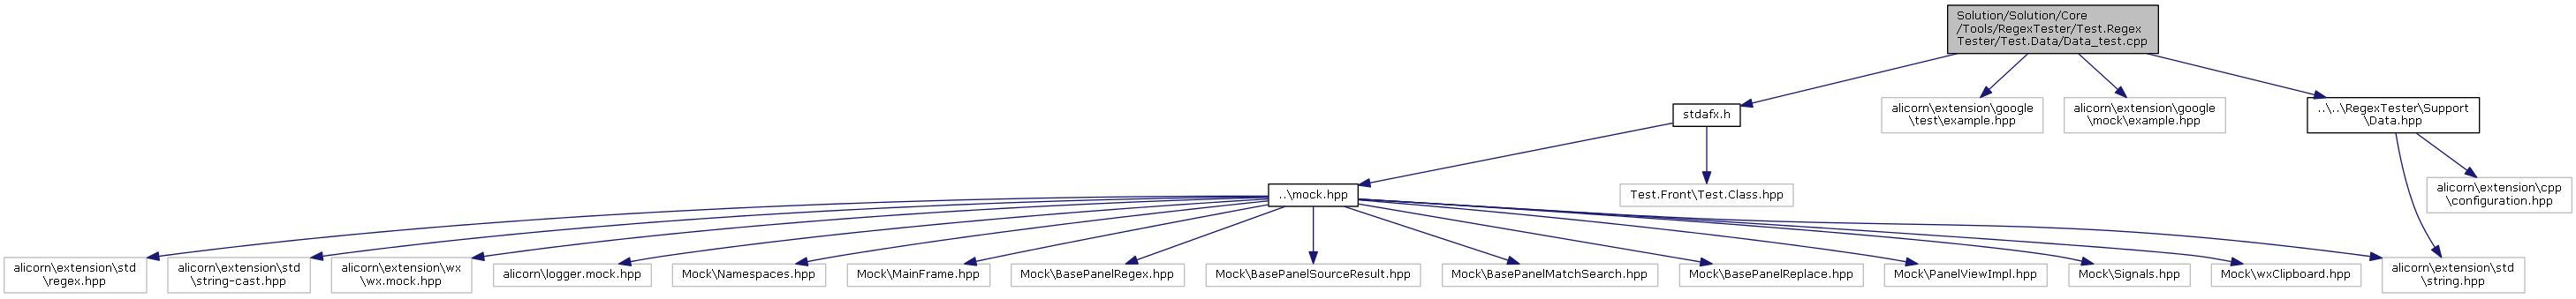 Solution/Solution/Core
/Tools/RegexTester/Test.Regex
Tester/Test.Data/Data_test.cpp
stdafx.h
alicorn\extension\google
\test\example.hpp
alicorn\extension\google
\mock\example.hpp
..\..\RegexTester\Support
\Data.hpp
..\mock.hpp
Test.Front\Test.Class.hpp
alicorn\extension\cpp
\configuration.hpp
alicorn\extension\std
\regex.hpp
alicorn\extension\std
\string-cast.hpp
alicorn\extension\wx
\wx.mock.hpp
alicorn\logger.mock.hpp
Mock\Namespaces.hpp
Mock\MainFrame.hpp
Mock\BasePanelRegex.hpp
Mock\BasePanelSourceResult.hpp
Mock\BasePanelMatchSearch.hpp
Mock\BasePanelReplace.hpp
Mock\PanelViewImpl.hpp
Mock\Signals.hpp
Mock\wxClipboard.hpp
alicorn\extension\std
\string.hpp